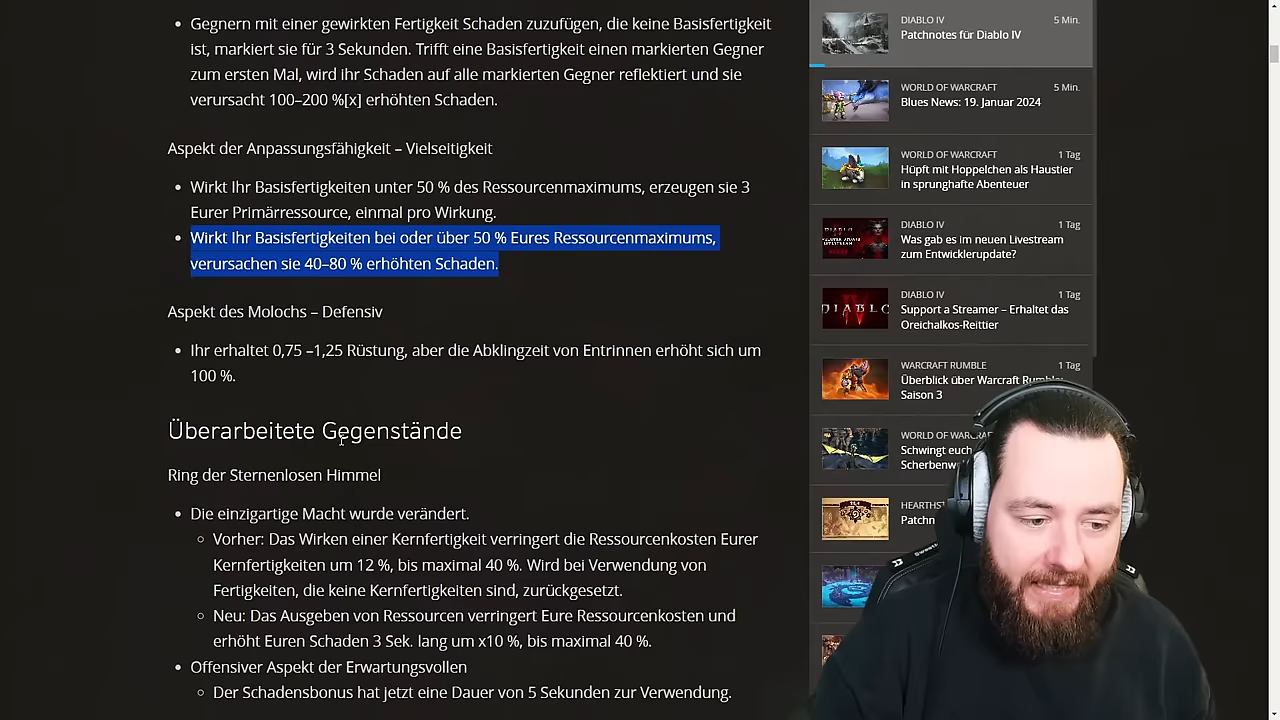 Gegnern mit einer gewirkten Fertigkeit Schaden zuzufügen, die keine Basisfertigkeit
ist, markiert sie für 3 Sekunden. Trifft eine Basisfertigkeit einen markierten Gegner
zum ersten Mal, wird ihr Schaden auf alle markierten Gegner reflektiert und sie
verursacht 100–200 %[x] erhöhten Schaden.
Aspekt der Anpassungsfähigkeit – Vielseitigkeit
Wirkt Ihr Basisfertigkeiten unter 50 % des Ressourcenmaximums, erzeugen sie 3
Eurer Primärressource, einmal pro Wirkung.
Wirkt Ihr Basisfertigkeiten bei oder über 50 % Eures Ressourcenmaximums,
verursachen sie 40–80 % erhöhten Schaden.
Aspekt des Molochs – Defensiv
Ihr erhaltet 0,75 –1,25 Rüstung, aber die Abklingzeit von Entrinnen erhöht sich um
100 %.
Überarbeitete Gegenstände
Ring der Sternenlosen Himmel
Die einzigartige Macht wurde verändert.
Vorher: Das Wirken einer Kernfertigkeit verringert die Ressourcenkosten Eurer
Kernfertigkeiten um 12 %, bis maximal 40 %. Wird bei Verwendung von
Fertigkeiten, die keine Kernfertigkeiten sind, zurückgesetzt.
Neu: Das Ausgeben von Ressourcen verringert Eure Ressourcenkosten und
erhöht Euren Schaden 3 Sek. lang um x10 %, bis maximal 40 %.
Offensiver Aspekt der Erwartungsvollen
Der Schadensbonus hat jetzt eine Dauer von 5 Sekunden zur Verwendung.
DIABLO IV 5 Min.
Patchnotes für Diablo IV
WORLD OF WARCRAFT 5 Min.
Blues News: 19. Januar 2024
WORLD OF WARCRAFT 1 Tag
Hüpft mit Hoppelchen als Haustier
in sprunghafte Abenteuer
DIABLO IV 1 Tag
Was gab es im neuen Livestream
zum Entwicklerupdate?
DIABLO IV 1 Tag
Support a Streamer – Erhaltet das
Oreichalkos-Reittier
WARCRAFT RUMBLE 1 Tag
Überblick über Warcraft Rumble:
Saison 3
WORLD OF WARCRAF
Schwingt euch
Scherbenw
HEARTHST
Patchn